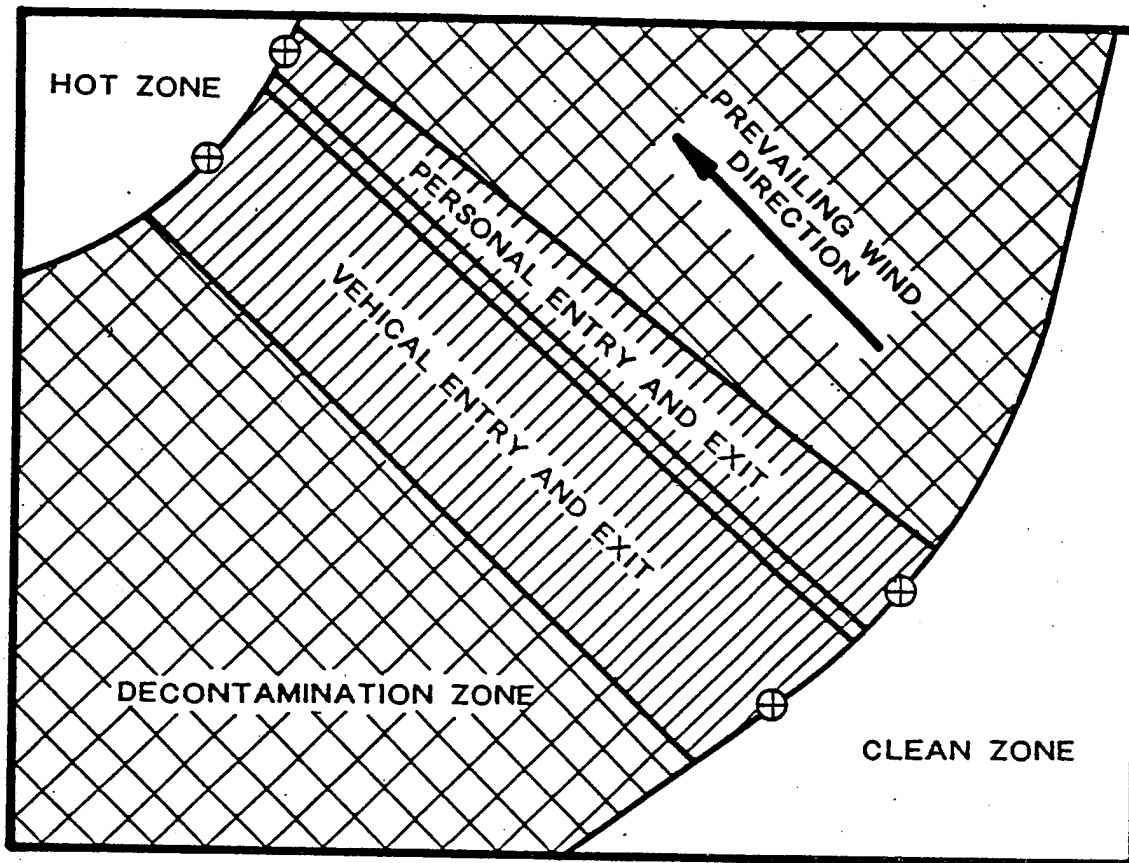 HOT ZONE
PREVAILING WIND
DIRECTION
PERSONAL ENTRY AND EXIT
VEHICAL ENTRY AND EXIT
DECONTAMINATION ZONE
CLEAN ZONE